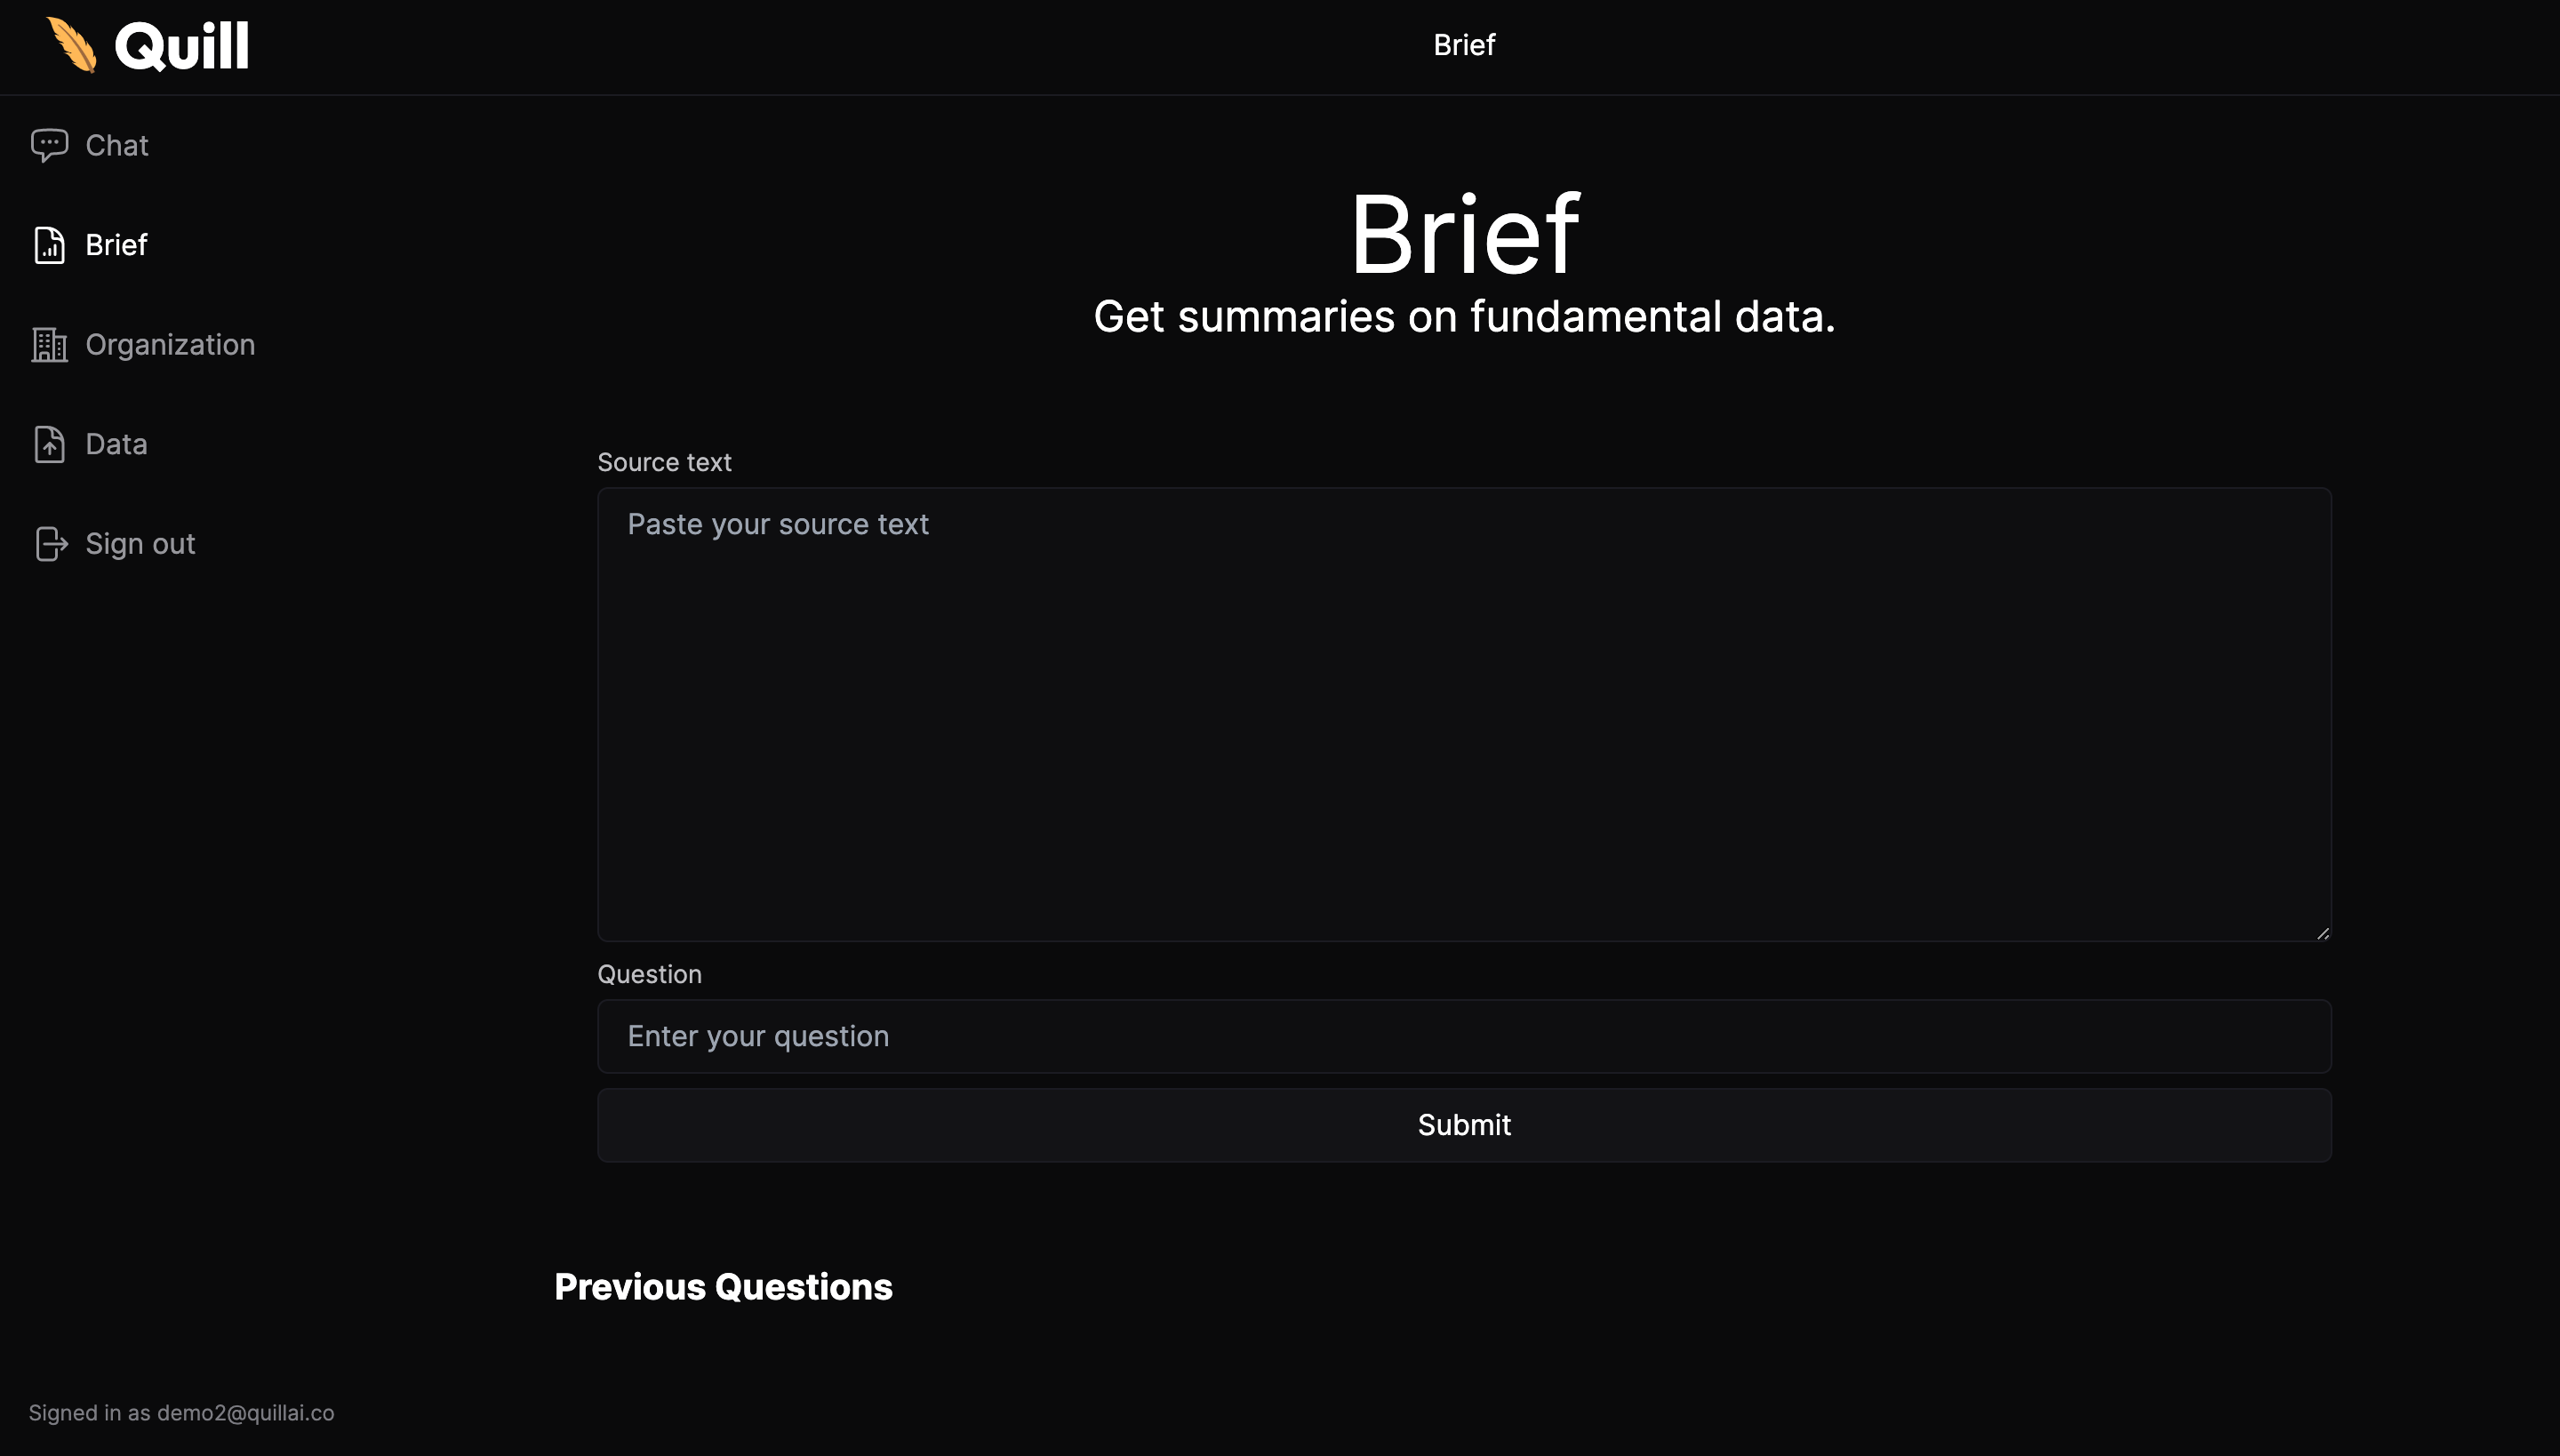 Quill
Brief
Chat
Brief
Organization
Data
Sign out
Brief
Get summaries on fundamental data.
Source text
Paste your source text
Question
Enter your question
Submit
Previous Questions
Signed in as demo2@quillai.co